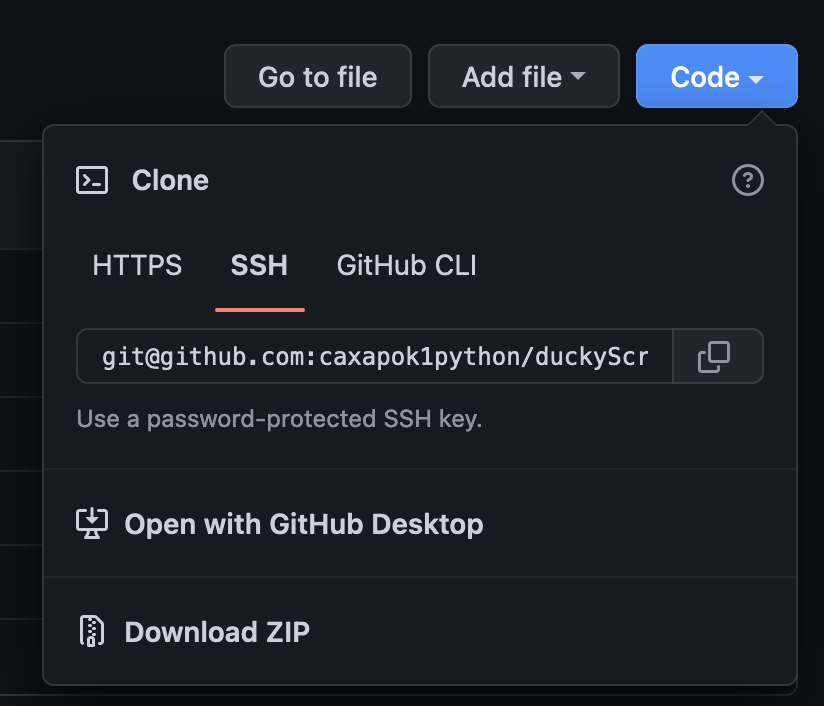 Go to file
Add file
Code
Clone
HTTPS
SSH
GitHub CLI
git@github.com:caxapok1python/duckyScr
Use a password-protected SSH key.
Open with GitHub Desktop
Download ZIP